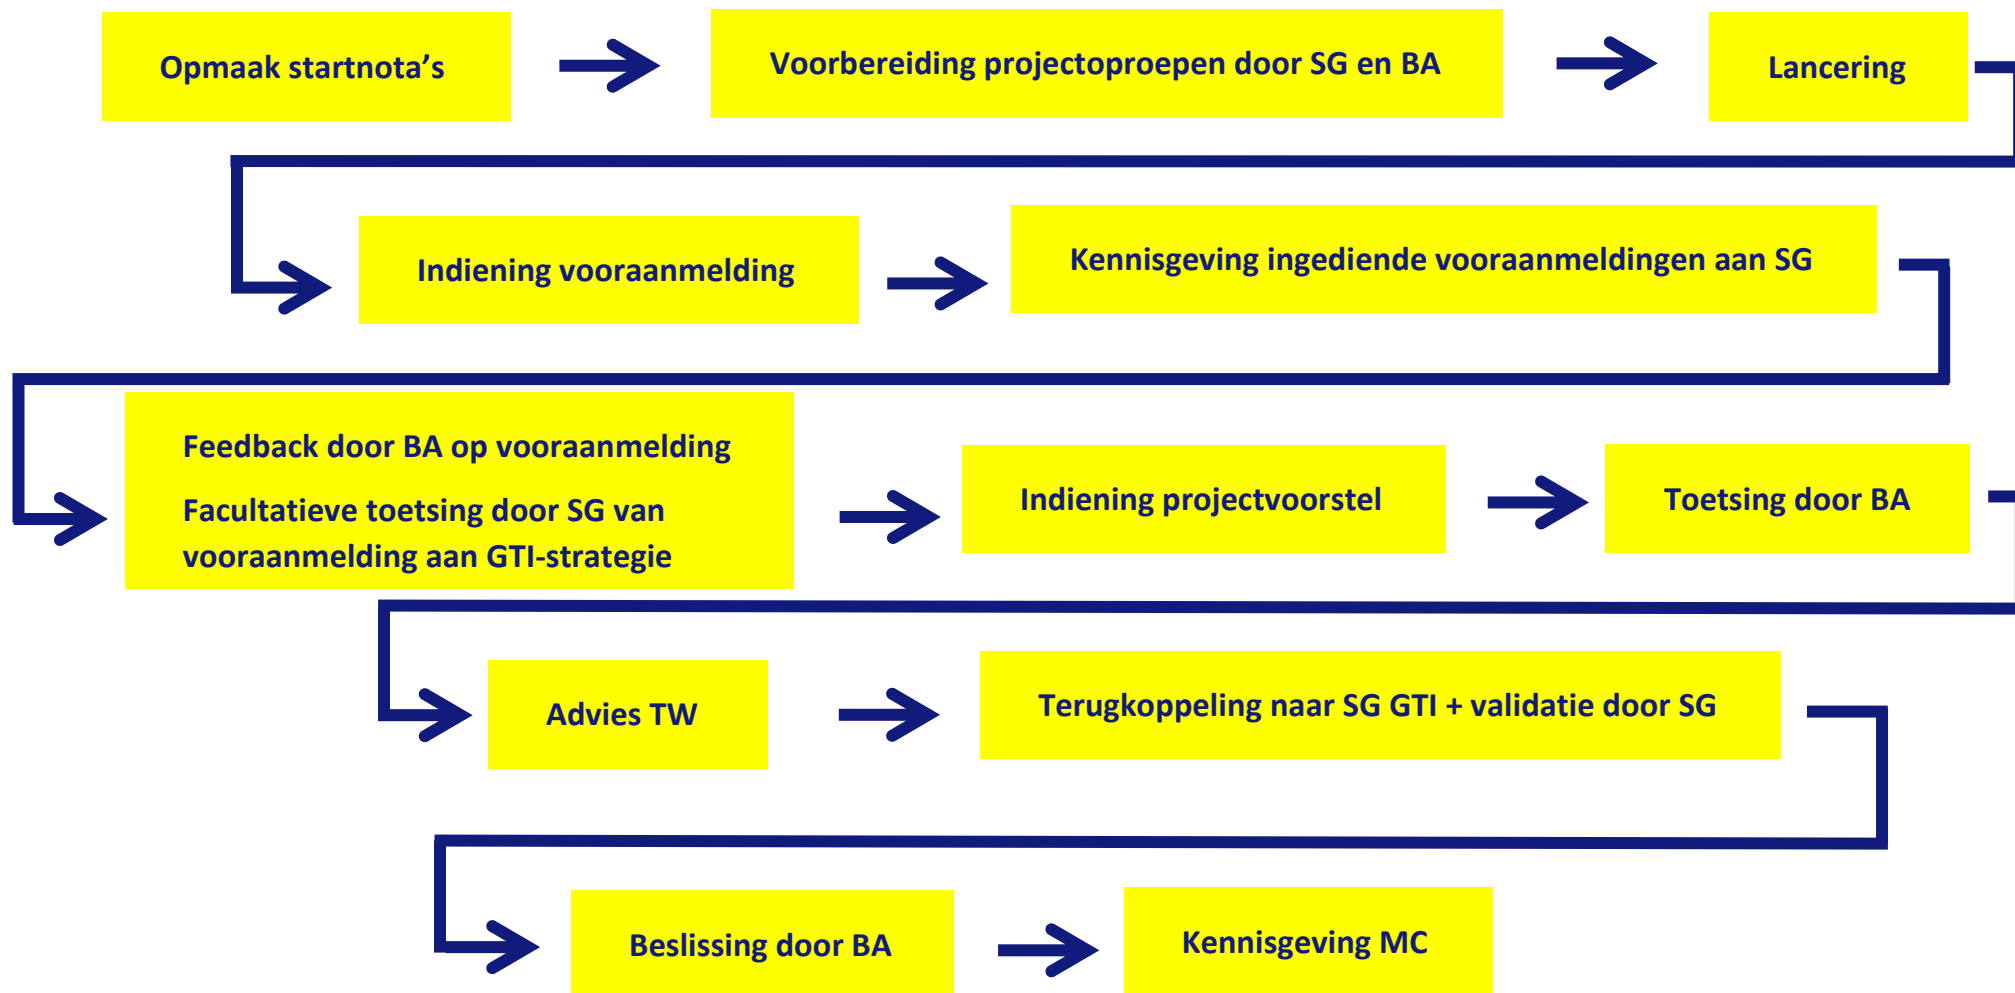 Opmaak startnota’s
Voorbereiding projectoproepen door SG en BA
Lancering
Indiening vooraanmelding
Kennisgeving ingediende vooraanmeldingen aan SG
Feedback door BA op vooraanmelding
Facultatieve toetsing door SG van
vooraanmelding aan GTI-strategie
Indiening projectvoorstel
Toetsing door BA
Advies TW
Terugkoppeling naar SG GTI + validatie door SG
Beslissing door BA
Kennisgeving MC